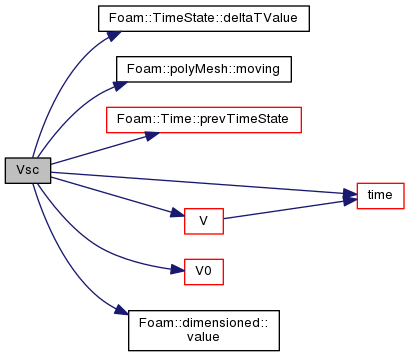 Foam::TimeState::deltaTValue
Foam::polyMesh::moving
Foam::Time::prevTimeState
Vsc
time
V
V0
Foam::dimensioned::
value